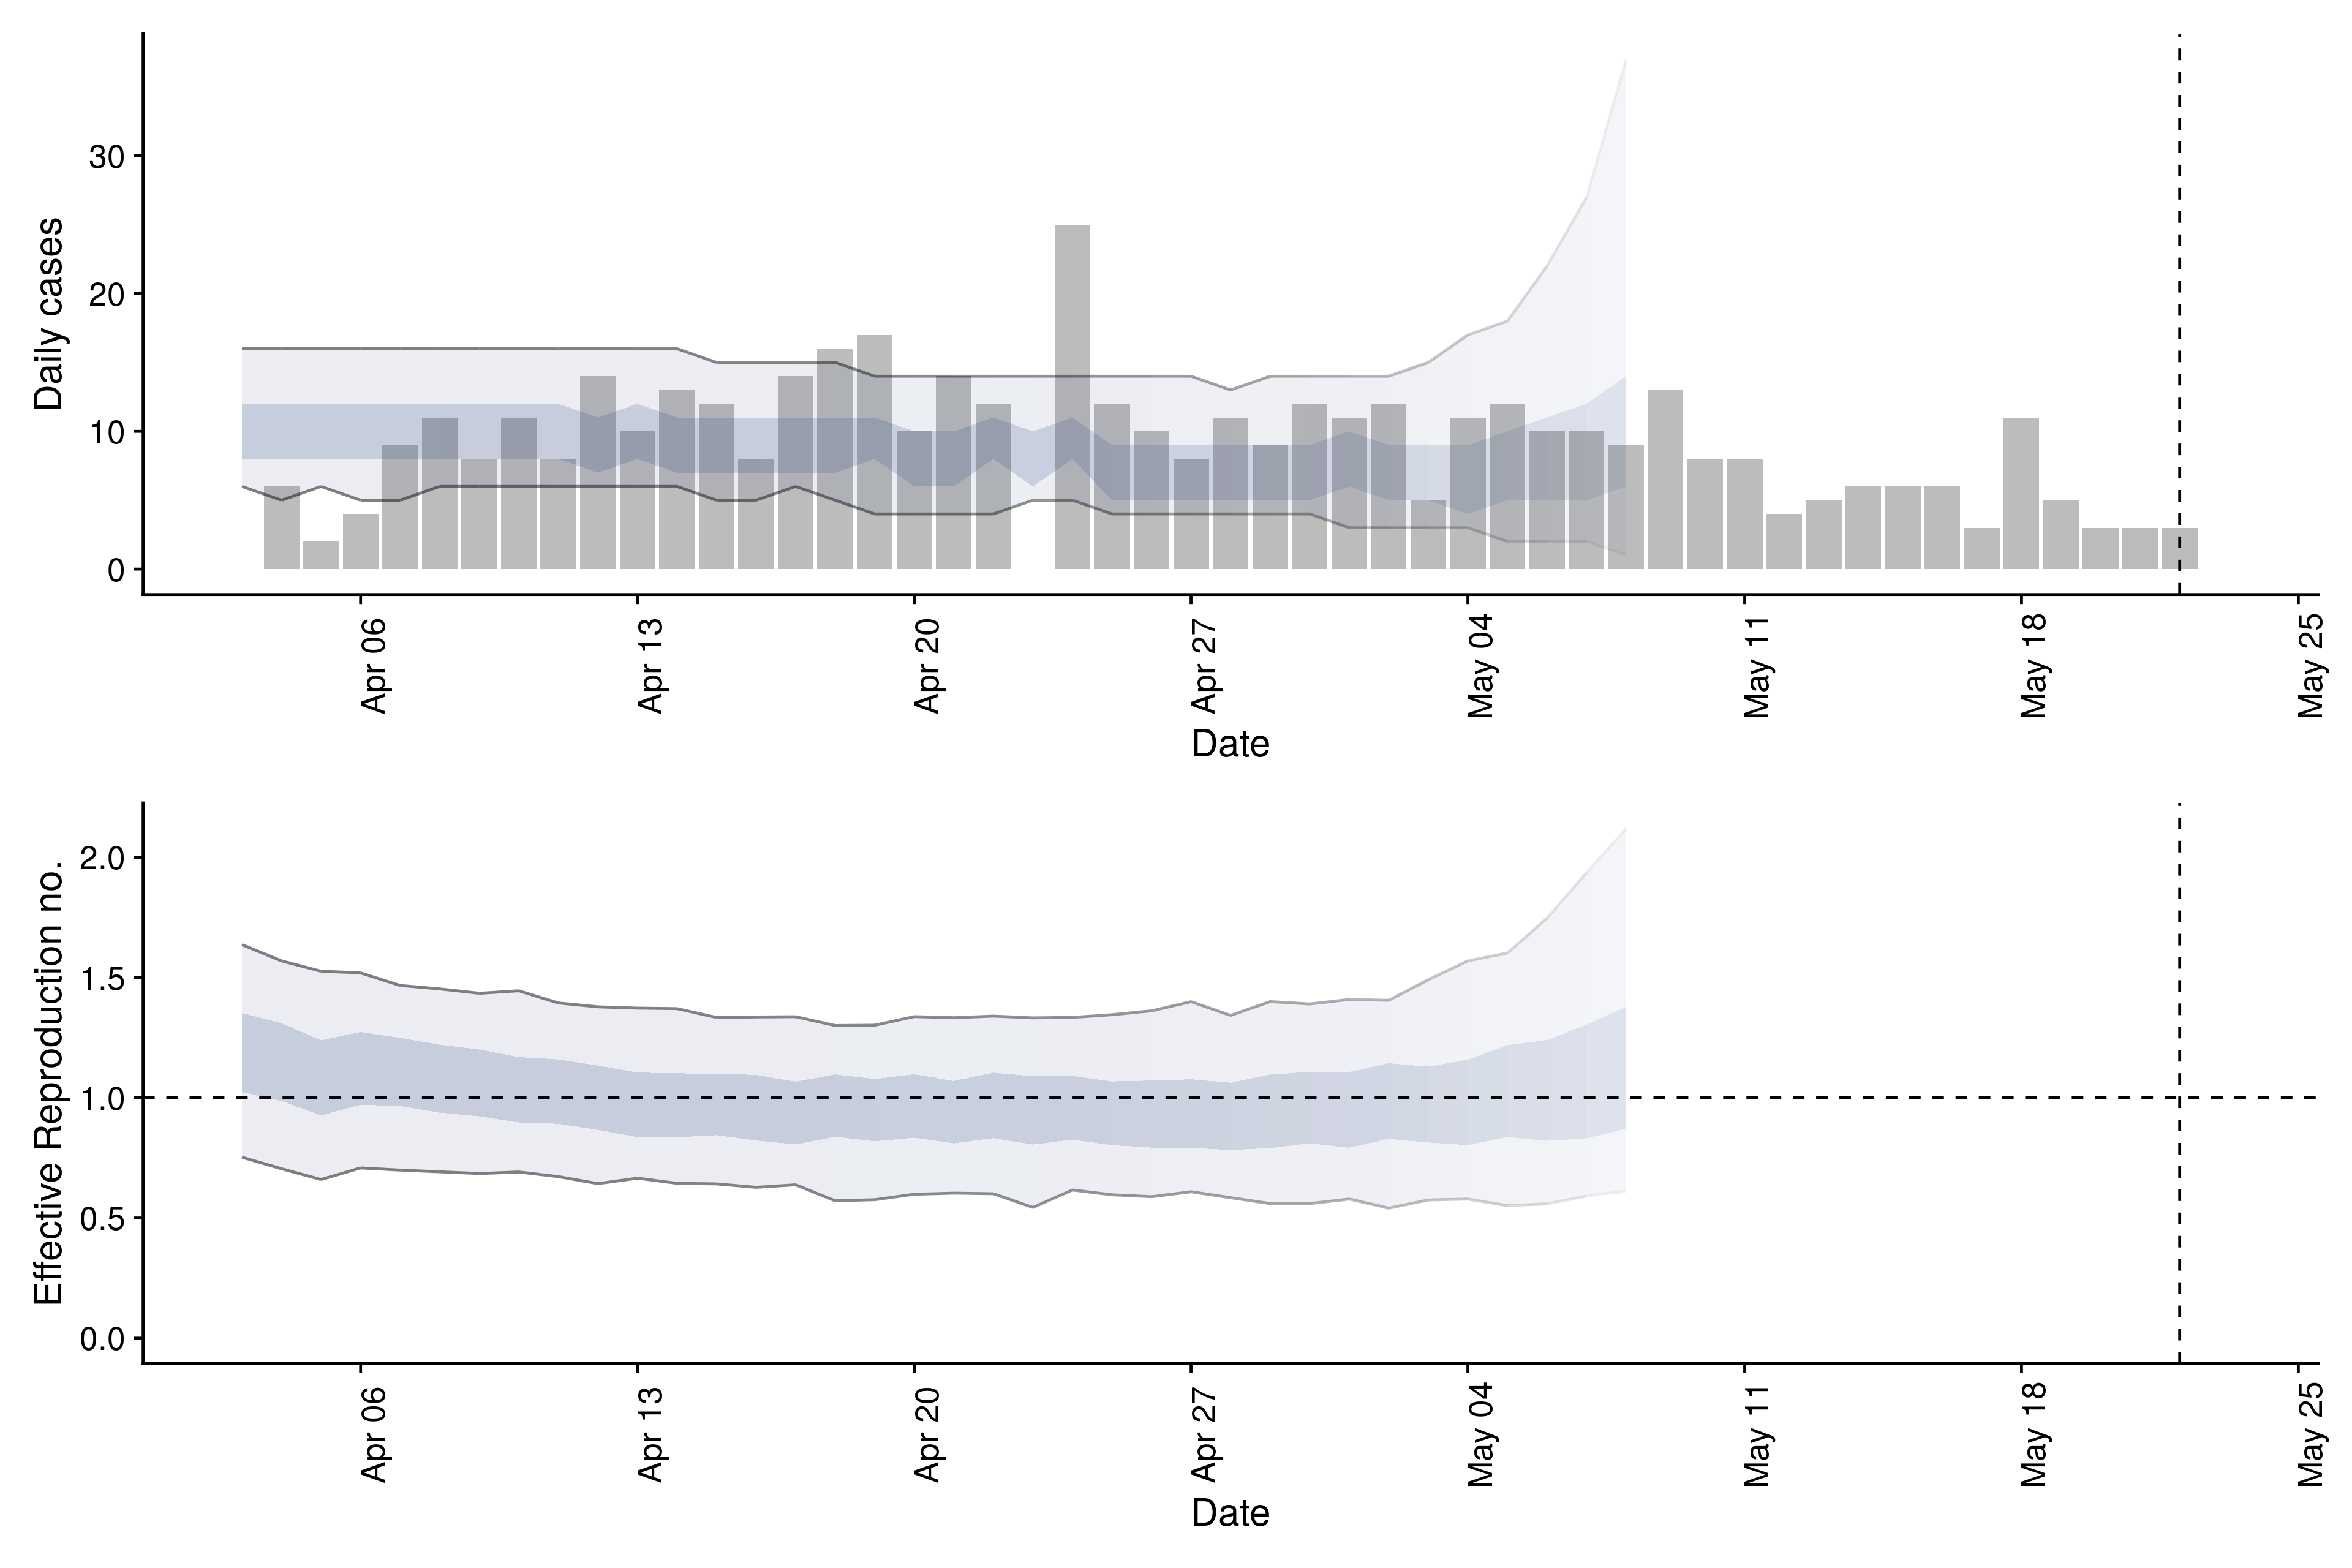 Daily cases
30
20
10
0
Apr 06
Apr 13
Apr 20
Apr 27
May 04
May 11
May 18
May 25
Date
Effective Reproduction no.
2.0
1.5
1.0
0.5
0.0
Apr 06
Apr 13
Apr 20
Apr 27
May 04
May 11
May 18
May 25
Date